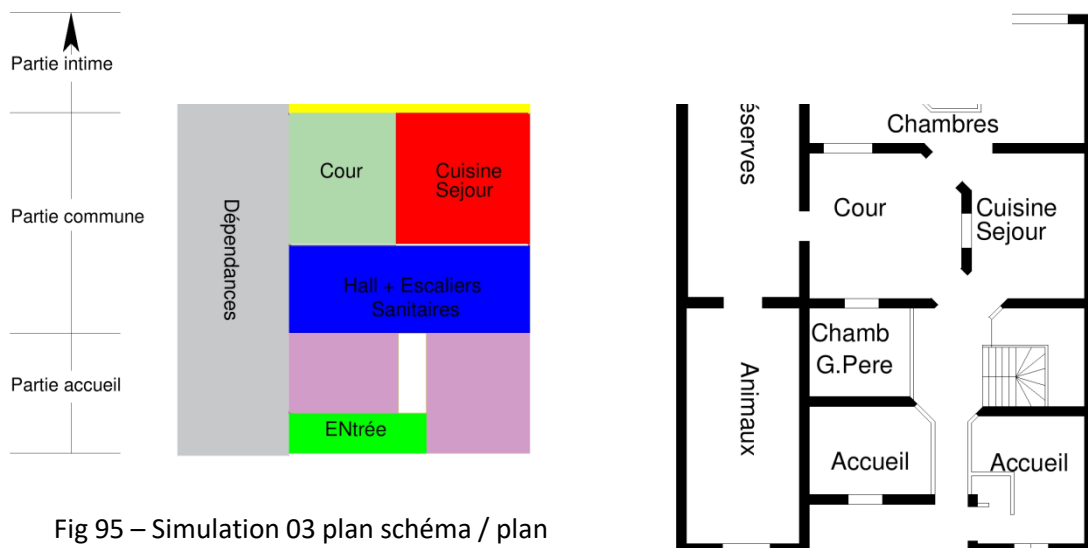 Partie intime
Partie commune
Partie accueil
Dépendances
Cour
Cuisine
Sejour
Hall + Escaliers
Sanitaires
ENtrée
Chambres
éserves
Cour
Cuisine
Sejour
Chamb
G.Pere
Animaux
Accueil
Accueil
Fig 95 – Simulation 03 plan schéma / plan